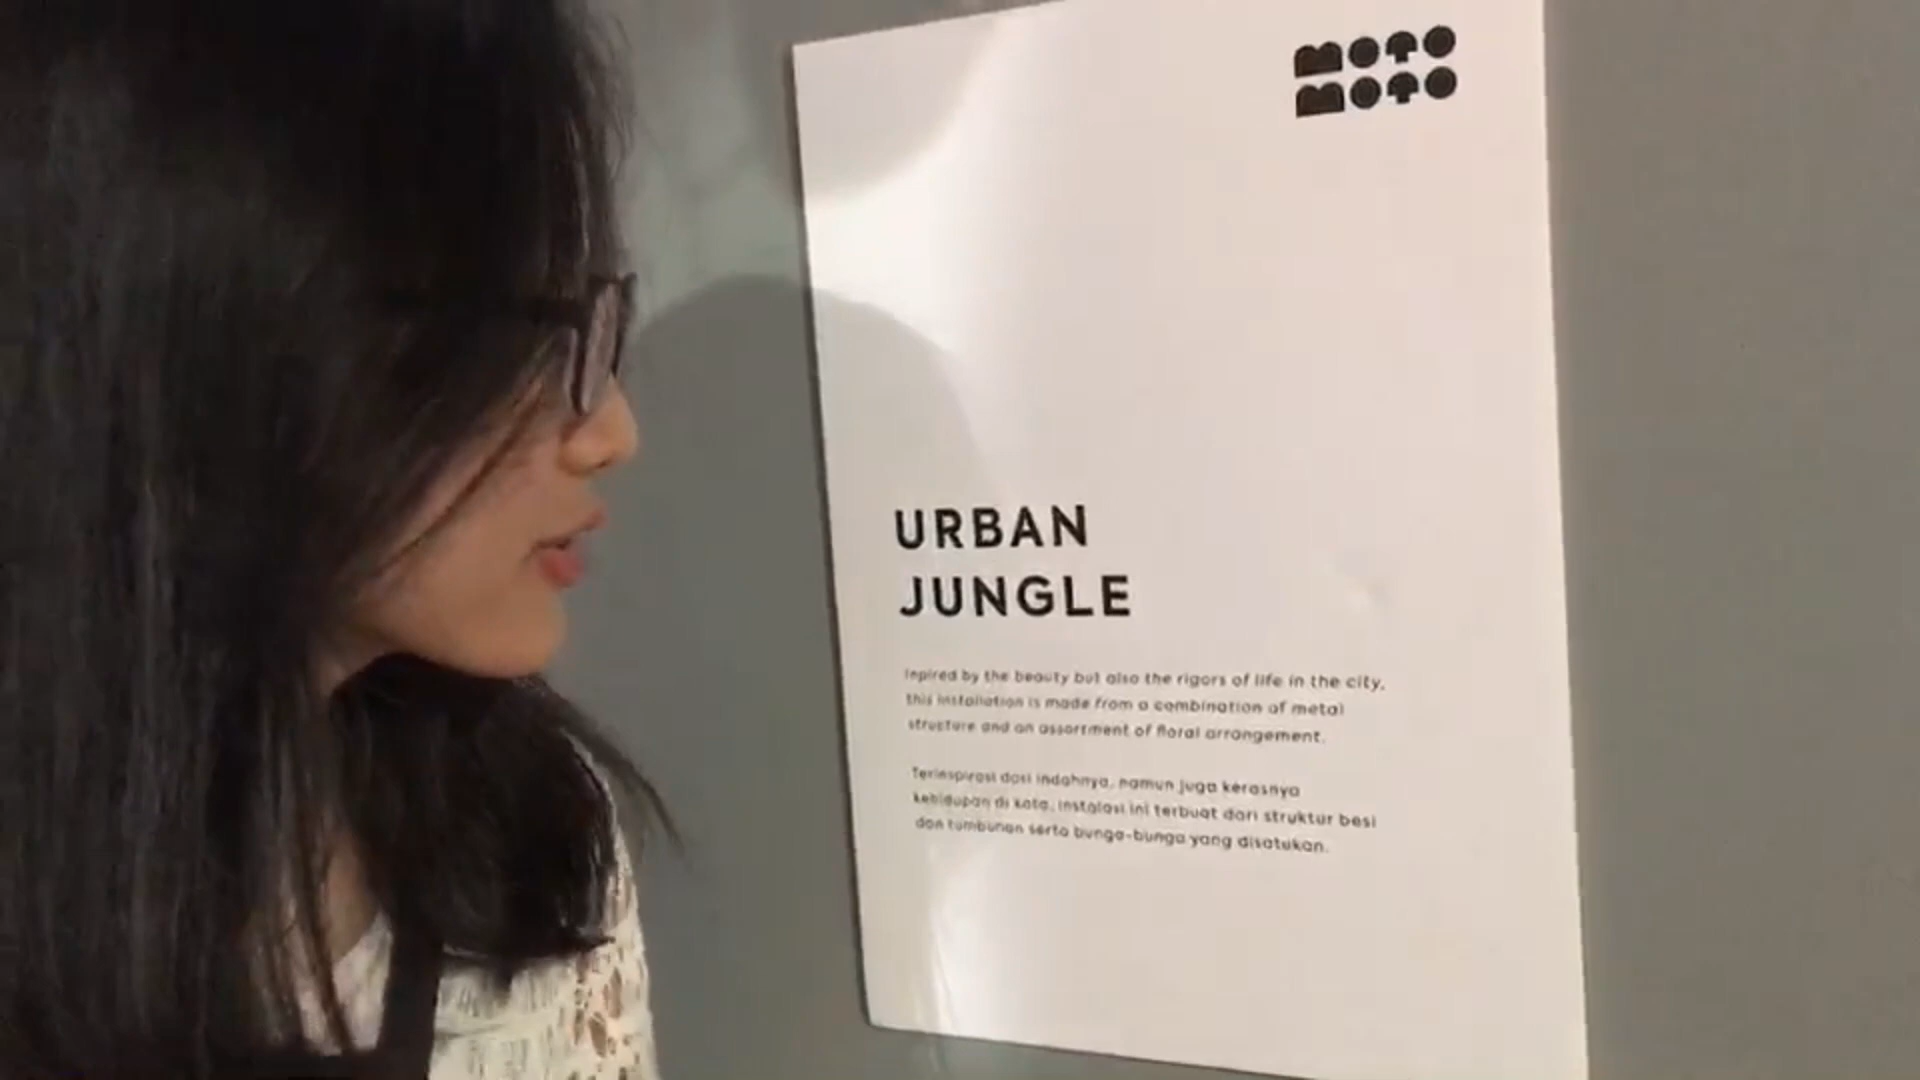 MOTO
MOTO
URBAN
JUNGLE
Inpired by the beauty but also the rigors of life in the city,
this installation is made from a combination of metal
structure and an assortment of floral arrangement.
Terinspirasi dari indahnya, namun juga kerasnya
kehidupan di kota, instalasi ini terbuat dari struktur besi
dan tumbuhan serta bunga-bunga yang disatukan.